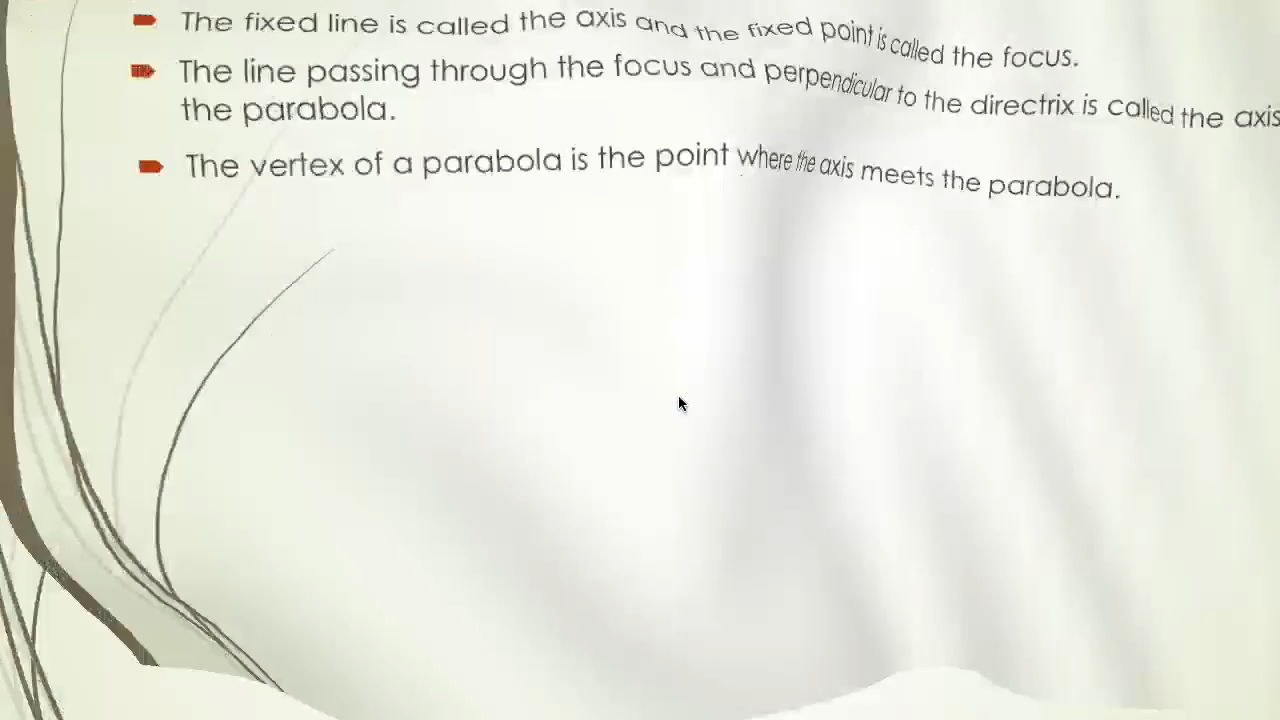 The fixed line is called the axis and the fixed point is called the focus.
The line passing through the focus and perpendicular to the directrix is called the axis
the parabola.
The vertex of a parabola is the point where the axis meets the parabola.